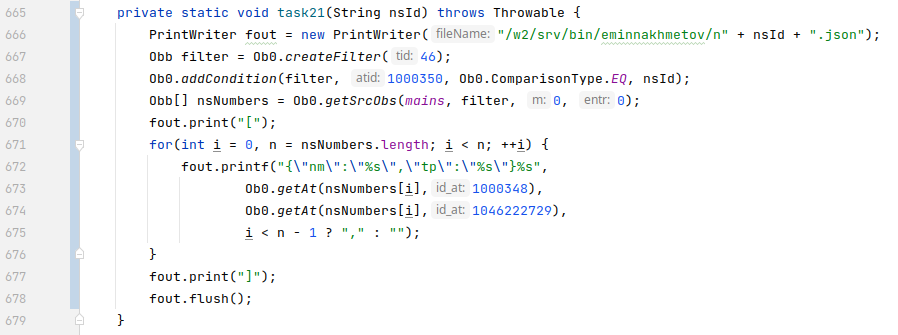 665 private static void task21(String nsId) throws Throwable {
666 PrintWriter fout = new PrintWriter( fileName: "/w2/srv/bin/eminnakhmetov/n" + nsId + ".json");
667 Obb filter = Ob0.createFilter( tid: 46);
668 Ob0.addCondition(filter, atid: 1000350, Ob0.ComparisonType.EQ, nsId);
669 Obb[] nsNumbers = Ob0.getSrcObs(mains, filter, m: 0, entr: 0);
670 fout.print("[");
671 for(int i = 0, n = nsNumbers.length; i < n; ++i) {
672 fout.printf("{\"nm\":\"%s\",\"tp\":\"%s\"}%s",
673 Ob0.getAt(nsNumbers[i], id_at: 1000348),
674 Ob0.getAt(nsNumbers[i], id_at: 1046222729),
675 i < n - 1 ? "," : "");
676 }
677 fout.print("]");
678 fout.flush();
679 }